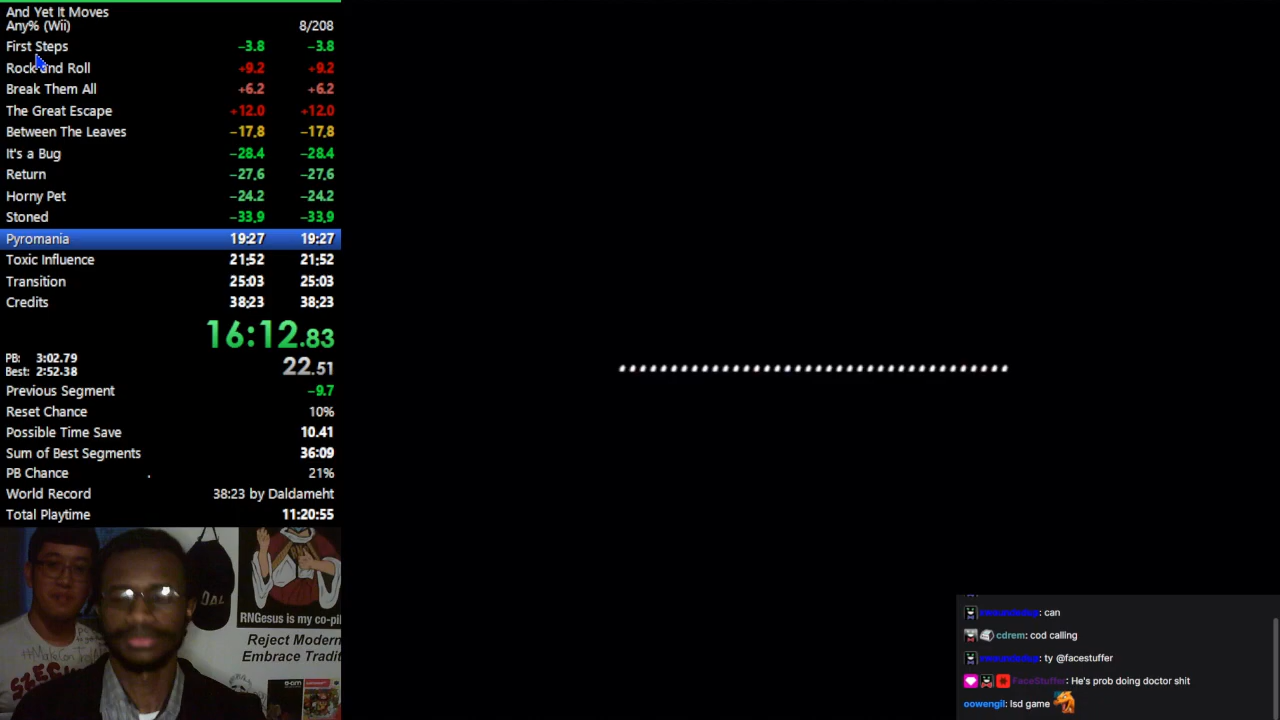 And Yet It Moves
Any% (Wii) 8/208
First Steps −3.8 −3.8
Rock and Roll +9.2 +9.2
Break Them All +6.2 +6.2
The Great Escape +12.0 +12.0
Between The Leaves −17.8 −17.8
It's a Bug −28.4 −28.4
Return −27.6 −27.6
Horny Pet −24.2 −24.2
Stoned −33.9 −33.9
Pyromania 19:27 19:27
Toxic Influence 21:52 21:52
Transition 25:03 25:03
Credits 38:23 38:23
16:12.83
PB: 3:02.79
Best: 2:52.38
22.51
Previous Segment −9.7
Reset Chance 10%
Possible Time Save 10.41
Sum of Best Segments 36:09
PB Chance 21%
World Record 38:23 by Daldameht
Total Playtime 11:20:55
RNGesus is my co-pil
Reject Modern
Embrace Tradit
: can
cdrem: cod calling
: ty @facestuffer
FaceStuffer: He's prob doing doctor shit
oowengil: lsd game